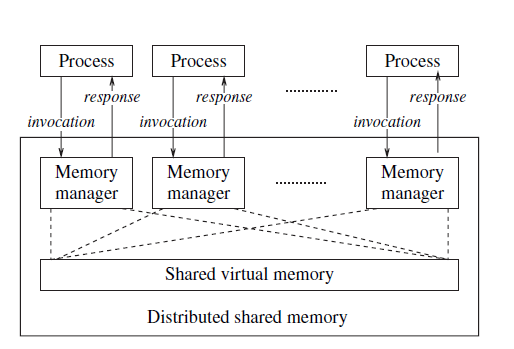 Process Process Process
response response response
invocation invocation invocation
Memory manager Memory manager Memory manager
Shared virtual memory
Distributed shared memory